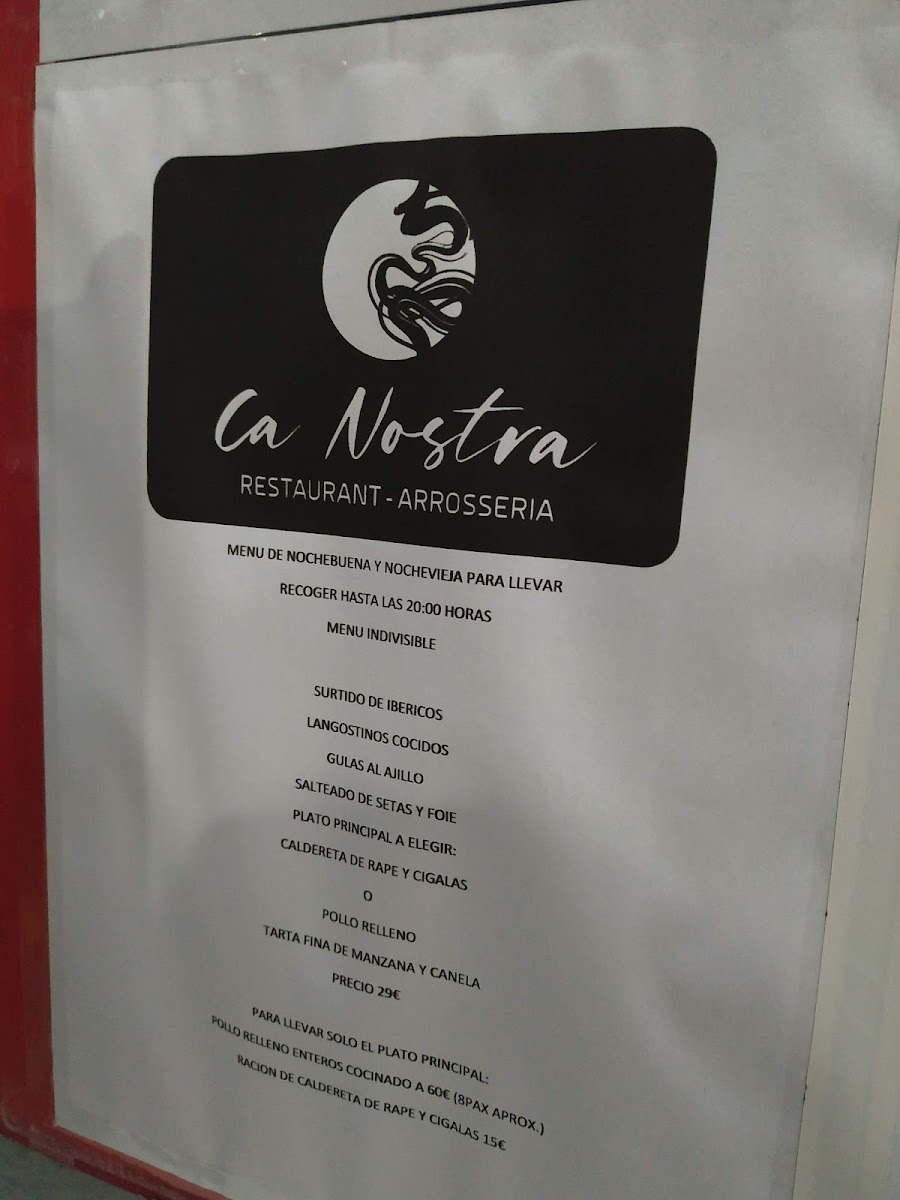 Ca Nostra
RESTAURANT - ARROSSERIA
MENU DE NOCHEBUENA Y NOCHEVIEJA PARA LLEVAR
RECOGER HASTA LAS 20:00 HORAS
MENU INDIVISIBLE
SURTIDO DE IBERICOS
LANGOSTINOS COCIDOS
GULAS AL AJILLO
SALTEADO DE SETAS Y FOIE
PLATO PRINCIPAL A ELEGIR:
CALDERETA DE RAPE Y CIGALAS
O
POLLO RELLENO
TARTA FINA DE MANZANA Y CANELA
PRECIO 29€
PARA LLEVAR SOLO EL PLATO PRINCIPAL:
POLLO RELLENO ENTEROS COCINADO A 60€ (8PAX APROX.)
RACION DE CALDERETA DE RAPE Y CIGALAS 15€